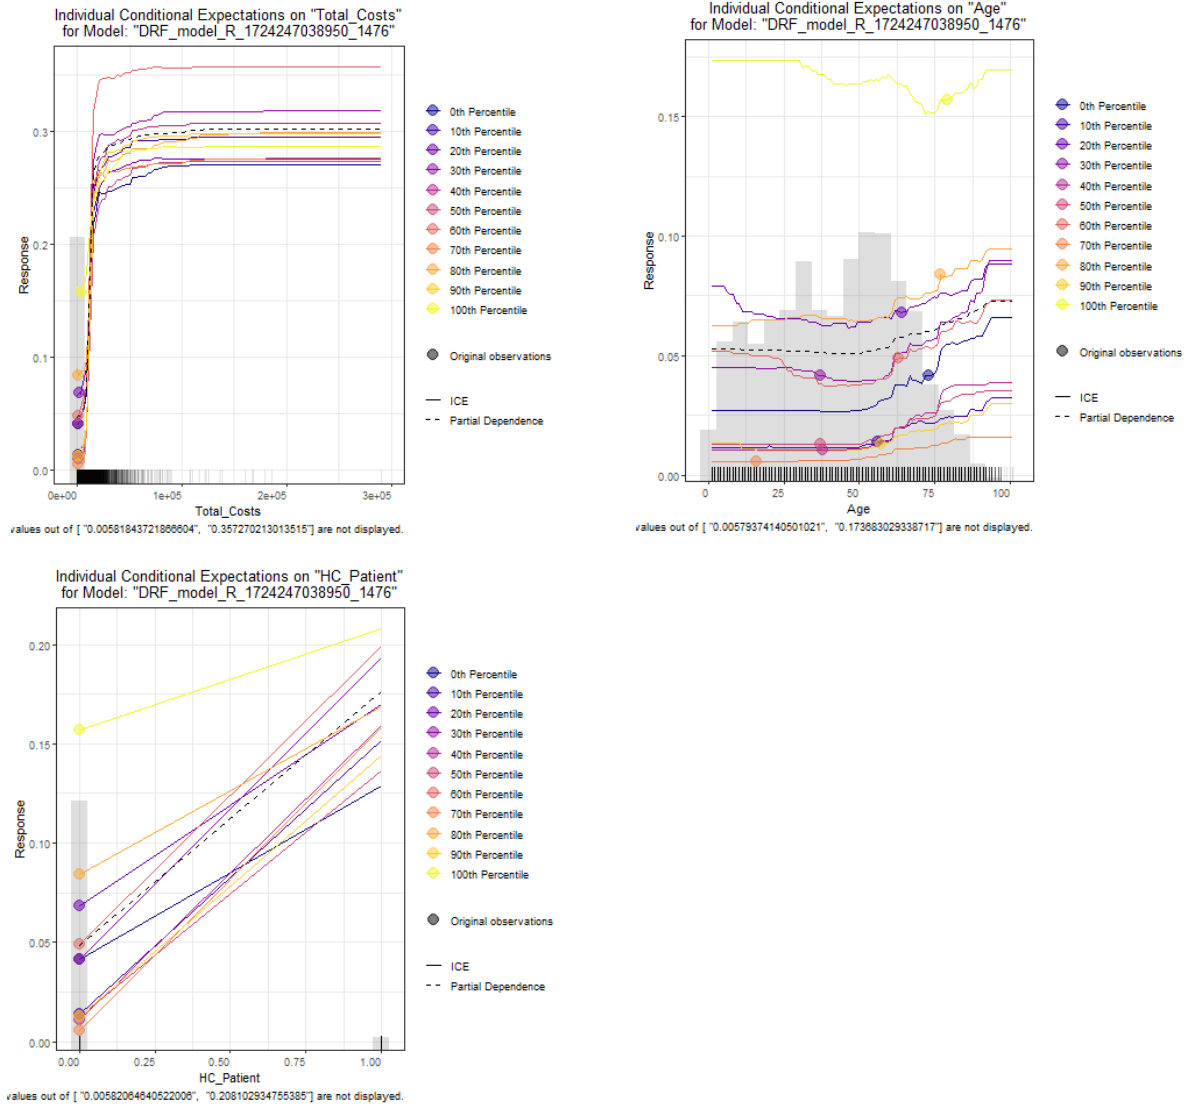 Individual Conditional Expectations on "Total_Costs"
for Model: "DRF_model_R_1724247038950_1476"
Response
0.3
0.2
0.1
0.0
0e+00
1e+05
2e+05
3e+05
Total_Costs
values out of [ "0.00581843721866604", "0.357270213013515"] are not displayed.
0th Percentile
10th Percentile
20th Percentile
30th Percentile
40th Percentile
50th Percentile
60th Percentile
70th Percentile
80th Percentile
90th Percentile
100th Percentile
Original observations
ICE
Partial Dependence
Individual Conditional Expectations on "Age"
for Model: "DRF_model_R_1724247038950_1476"
Response
0.15
0.10
0.05
0.00
0
25
50
75
100
Age
values out of [ "0.00579374140501021", "0.173683029338717"] are not displayed.
0th Percentile
10th Percentile
20th Percentile
30th Percentile
40th Percentile
50th Percentile
60th Percentile
70th Percentile
80th Percentile
90th Percentile
100th Percentile
Original observations
ICE
Partial Dependence
Individual Conditional Expectations on "HC_Patient"
for Model: "DRF_model_R_1724247038950_1476"
Response
0.20
0.15
0.10
0.05
0.00
0.00
0.25
0.50
0.75
1.00
HC_Patient
values out of [ "0.00582064640522006", "0.208102934755385"] are not displayed.
0th Percentile
10th Percentile
20th Percentile
30th Percentile
40th Percentile
50th Percentile
60th Percentile
70th Percentile
80th Percentile
90th Percentile
100th Percentile
Original observations
ICE
Partial Dependence